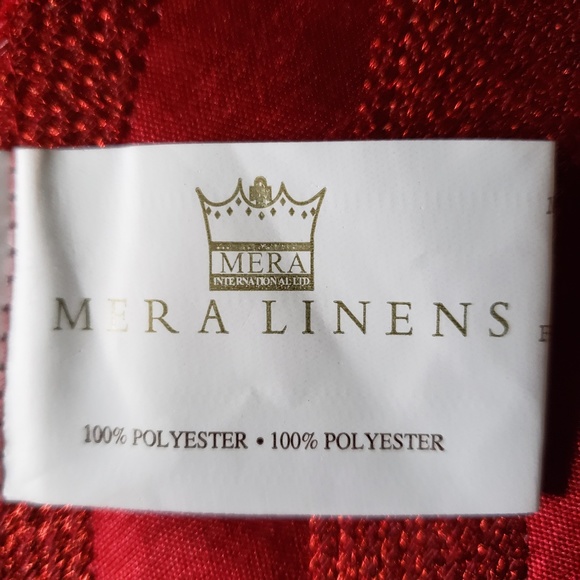 MERA
INTERNATIONAL LTD
MERA LINENS
100% POLYESTER • 100% POLYESTER